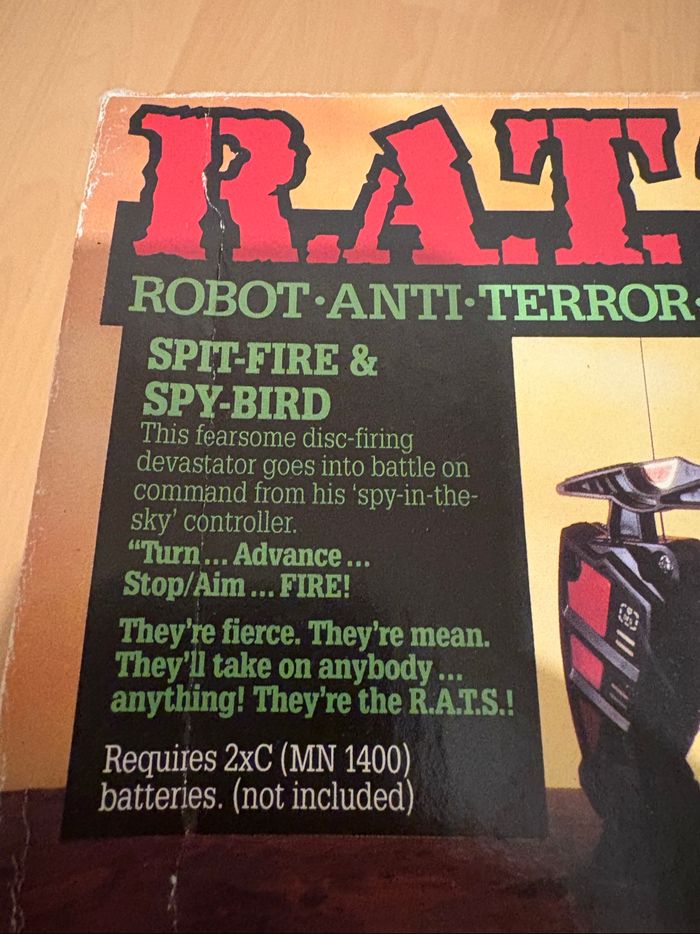 R.A.T.
ROBOT·ANTI·TERROR
SPIT-FIRE &
SPY-BIRD
This fearsome disc-firing
devastator goes into battle on
command from his ‘spy-in-the-
sky’ controller.
“Turn... Advance...
Stop/Aim... FIRE!
They’re fierce. They’re mean.
They’ll take on anybody...
anything! They’re the R.A.T.S.!
Requires 2xC (MN 1400)
batteries. (not included)